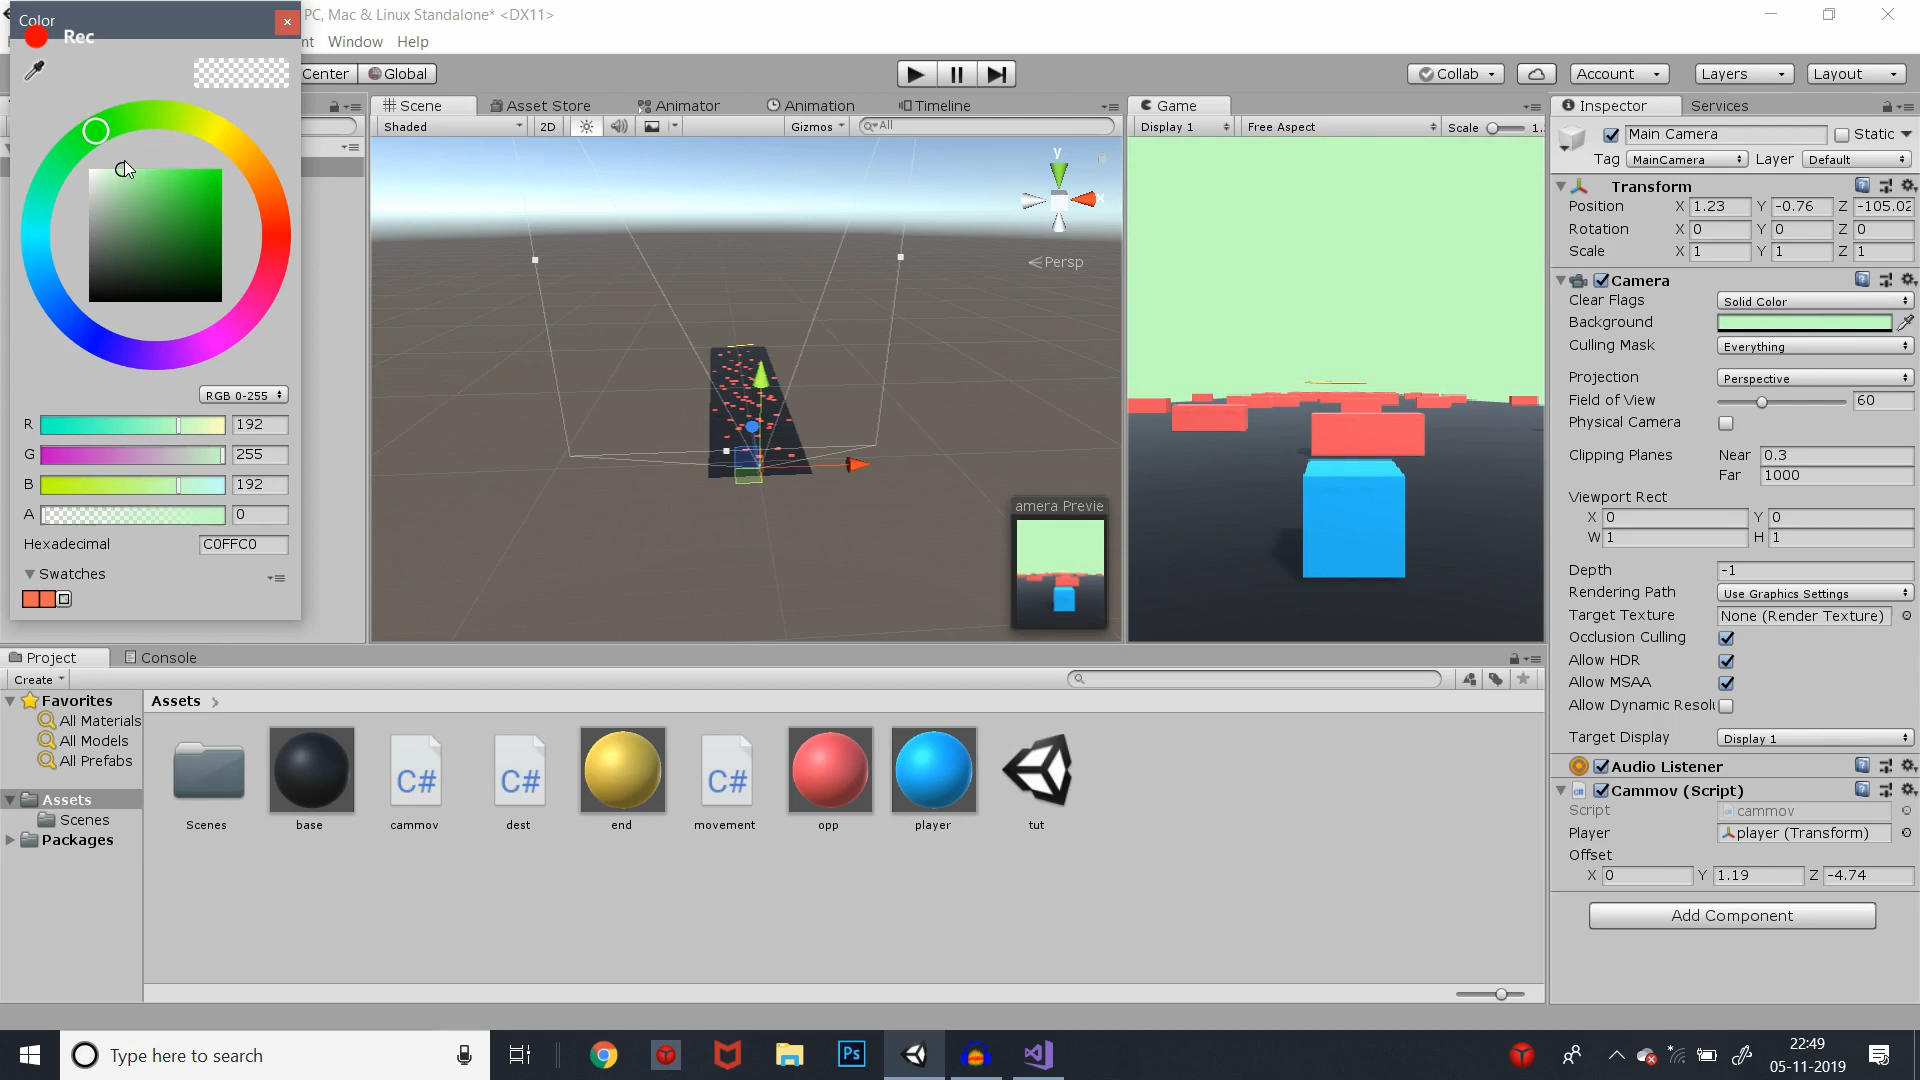 Color
Rec
PC, Mac & Linux Standalone* <DX11>
Window Help
Center Global
Collab Account Layers Layout
Scene Asset Store Animator Animation Timeline
Shaded 2D Gizmos All
Game
Display 1 Free Aspect Scale 1.
y
x
Persp
RGB 0-255
R 192
G 255
B 192
A 0
Hexadecimal C0FFC0
Swatches
amera Previe
Inspector Services
Main Camera Static
Tag MainCamera Layer Default
Transform
Position X 1.23 Y -0.76 Z -105.02
Rotation X 0 Y 0 Z 0
Scale X 1 Y 1 Z 1
Camera
Clear Flags Solid Color
Background
Culling Mask Everything
Projection Perspective
Field of View 60
Physical Camera
Clipping Planes Near 0.3
Far 1000
Viewport Rect
X 0 Y 0
W 1 H 1
Depth -1
Rendering Path Use Graphics Settings
Target Texture None (Render Texture)
Occlusion Culling
Allow HDR
Allow MSAA
Allow Dynamic Resolu
Target Display Display 1
Audio Listener
Cammov (Script)
Script cammov
Player player (Transform)
Offset
X 0 Y 1.19 Z -4.74
Add Component
Project Console
Create
Favorites
All Materials
All Models
All Prefabs
Assets
Scenes
Packages
Assets
C# C# C#
Scenes base cammov dest end movement opp player tut
Type here to search
Ps
22:49
05-11-2019